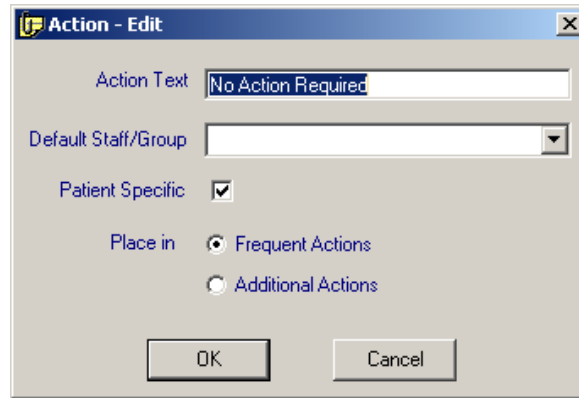 Action - Edit
Action Text No Action Required
Default Staff/Group
Patient Specific
Place in Frequent Actions
Additional Actions
OK Cancel